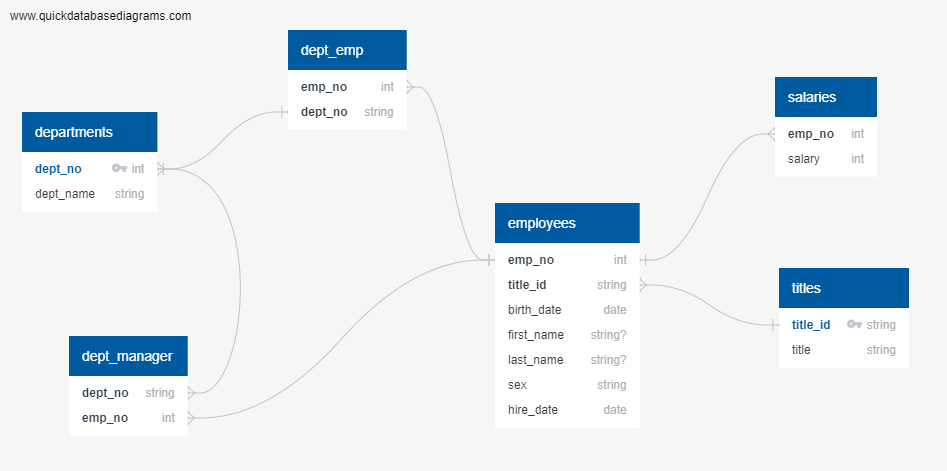 www.quickdatabasediagrams.com
dept_emp
emp_no int
dept_no string
departments
dept_no int
dept_name string
salaries
emp_no int
salary int
employees
emp_no int
title_id string
birth_date date
first_name string?
last_name string?
sex string
hire_date date
titles
title_id string
title string
dept_manager
dept_no string
emp_no int